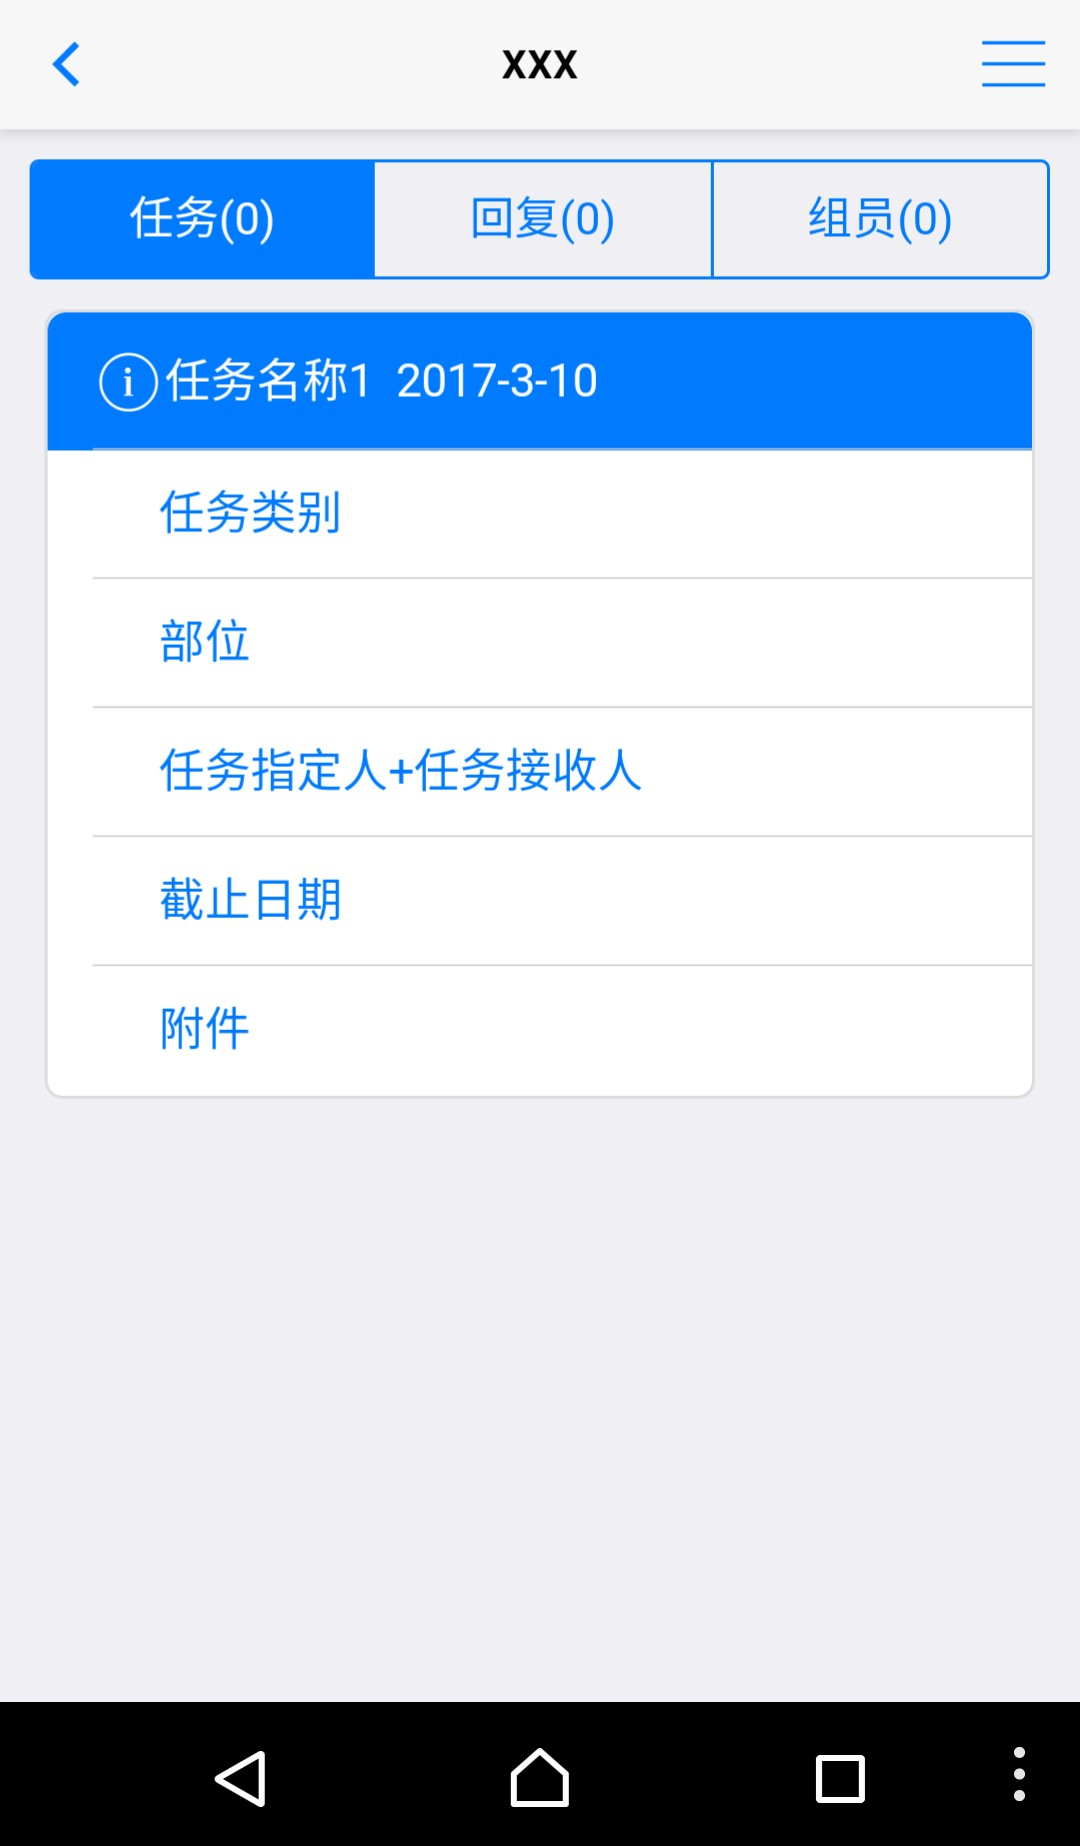 xxx
任务(0)
回复(0)
组员(0)
任务名称1 2017-3-10
任务类别
部位
任务指定人+任务接收人
截止日期
附件